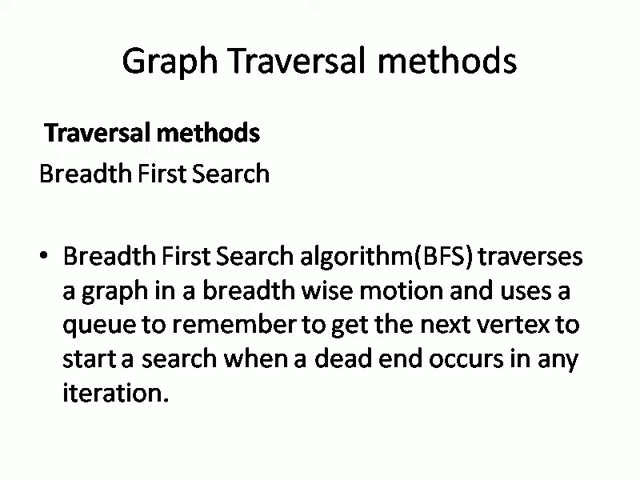 Graph Traversal methods
Traversal methods
Breadth First Search
• Breadth First Search algorithm(BFS) traverses
a graph in a breadth wise motion and uses a
queue to remember to get the next vertex to
start a search when a dead end occurs in any
iteration.